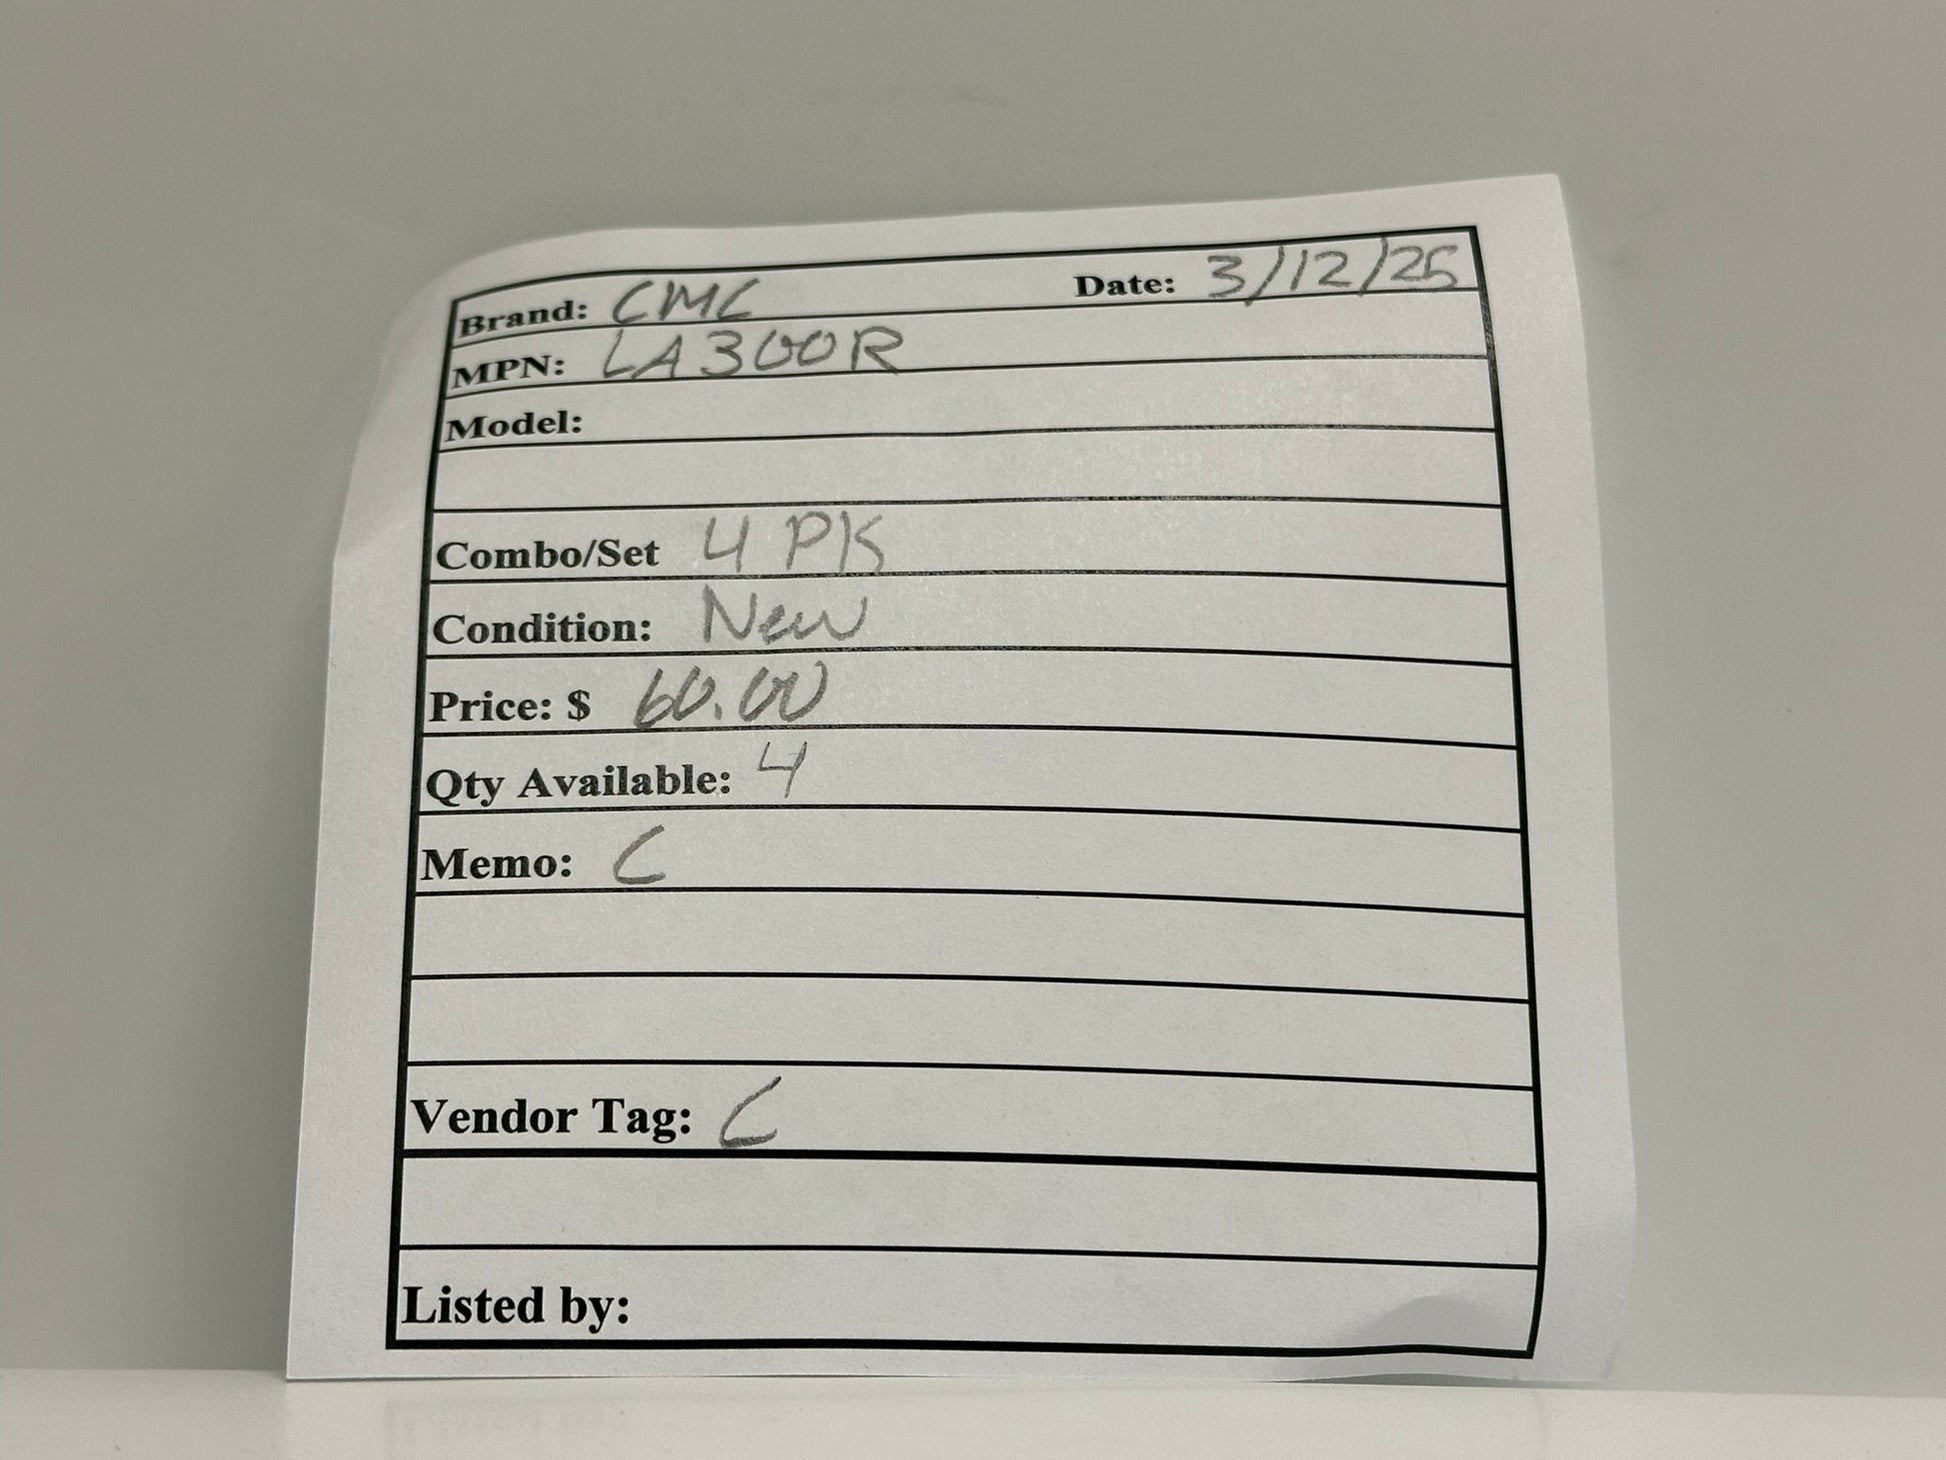 Brand: CMC Date: 3/12/25
MPN: LA300R
Model:
Combo/Set 4 PK
Condition: New
Price: $ 60.00
Qty Available: 4
Memo: C
Vendor Tag: C
Listed by: